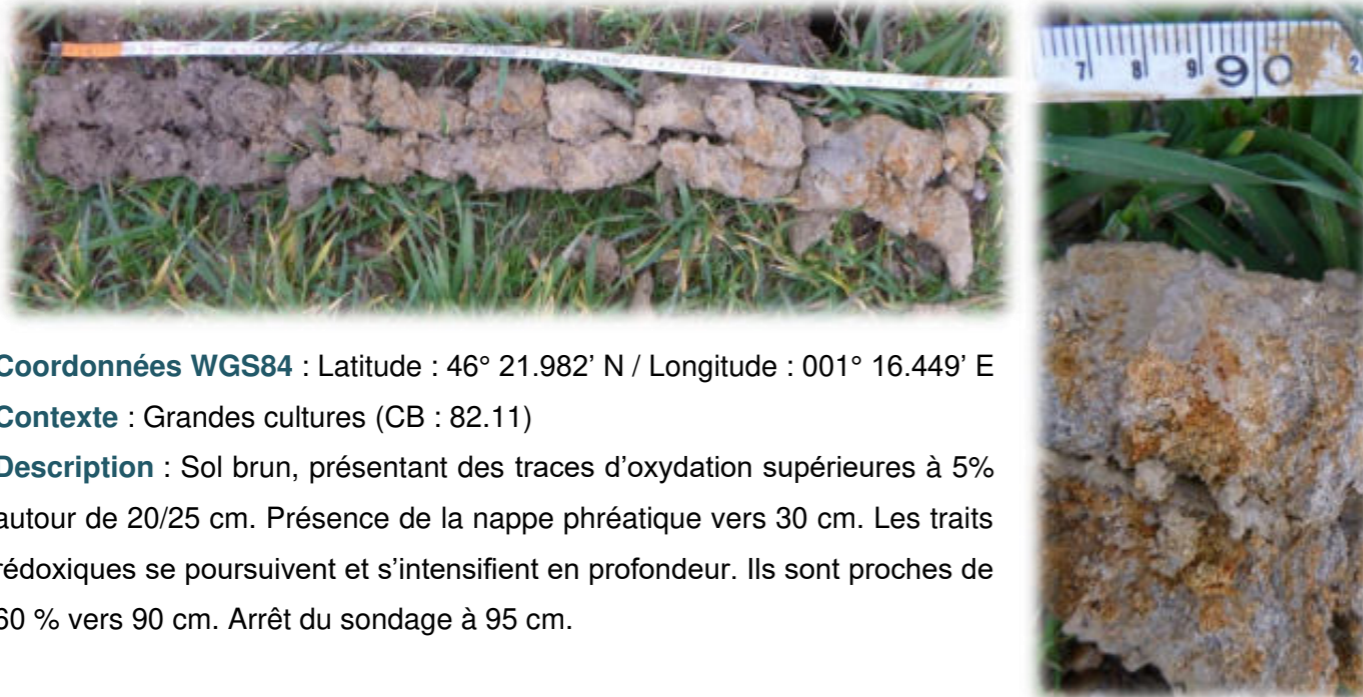 7 8 9 90 2
Coordonnées WGS84 : Latitude : 46° 21.982’ N / Longitude : 001° 16.449’ E
Contexte : Grandes cultures (CB : 82.11)
Description : Sol brun, présentant des traces d’oxydation supérieures à 5%
autour de 20/25 cm. Présence de la nappe phréatique vers 30 cm. Les traits
rédoxiques se poursuivent et s’intensifient en profondeur. Ils sont proches de
60 % vers 90 cm. Arrêt du sondage à 95 cm.